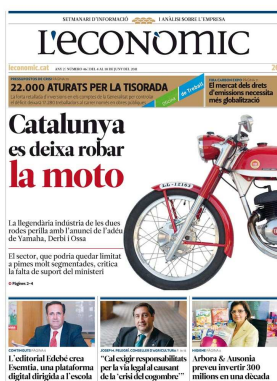 SETMANARI D'INFORMACIÓ
I ANÀLISI SOBRE L'EMPRESA
L'ECONÒMIC
leconomic.cat
22.000 ATURATS PER LA TISORADA
El mercat dels drets
d'emissions necessita
més globalització
Catalunya
es deixa robar
la moto
La llegendària indústria de les dues
rodes perilla amb l'anunci de l'adéu
de Yamaha, Derbi i Ossa
El sector, que podria quedar limitat
a pimes molt segmentades, critica
la falta de suport del ministeri
Pàgines 2-4
L'editorial Edebé crea
Esemtia, una plataforma
digital dirigida a l'escola
"Cal exigir responsabilitats
per la via legal al causant
de la 'crisi del cogombre'"
Arbora & Ausonia
preveu invertir 300
milions en una dècada